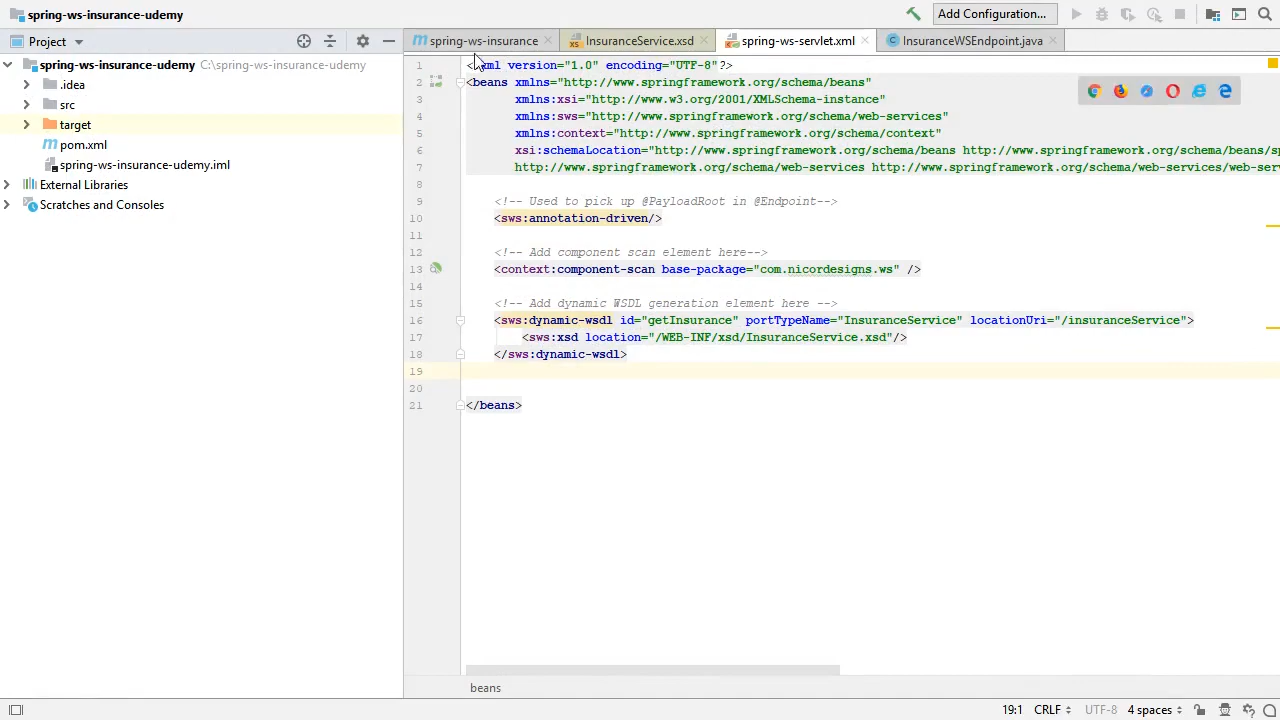 spring-ws-insurance-udemy
Add Configuration...
Project
spring-ws-insurance
InsuranceService.xsd
spring-ws-servlet.xml
InsuranceWSEndpoint.java
spring-ws-insurance-udemy C:\spring-ws-insurance-udemy
.idea
src
target
pom.xml
spring-ws-insurance-udemy.iml
External Libraries
Scratches and Consoles
1 <?xml version="1.0" encoding="UTF-8"?>
2 <beans xmlns="http://www.springframework.org/schema/beans"
3 xmlns:xsi="http://www.w3.org/2001/XMLSchema-instance"
4 xmlns:sws="http://www.springframework.org/schema/web-services"
5 xmlns:context="http://www.springframework.org/schema/context"
6 xsi:schemaLocation="http://www.springframework.org/schema/beans http://www.springframework.org/schema/beans/sp
7 http://www.springframework.org/schema/web-services http://www.springframework.org/schema/web-services/web-ser
8
9 <!-- Used to pick up @PayloadRoot in @Endpoint-->
10 <sws:annotation-driven/>
11
12 <!-- Add component scan element here-->
13 <context:component-scan base-package="com.nicordesigns.ws" />
14
15 <!-- Add dynamic WSDL generation element here -->
16 <sws:dynamic-wsdl id="getInsurance" portTypeName="InsuranceService" locationUri="/insuranceService">
17 <sws:xsd location="/WEB-INF/xsd/InsuranceService.xsd"/>
18 </sws:dynamic-wsdl>
19
20
21 </beans>
beans
19:1 CRLF UTF-8 4 spaces